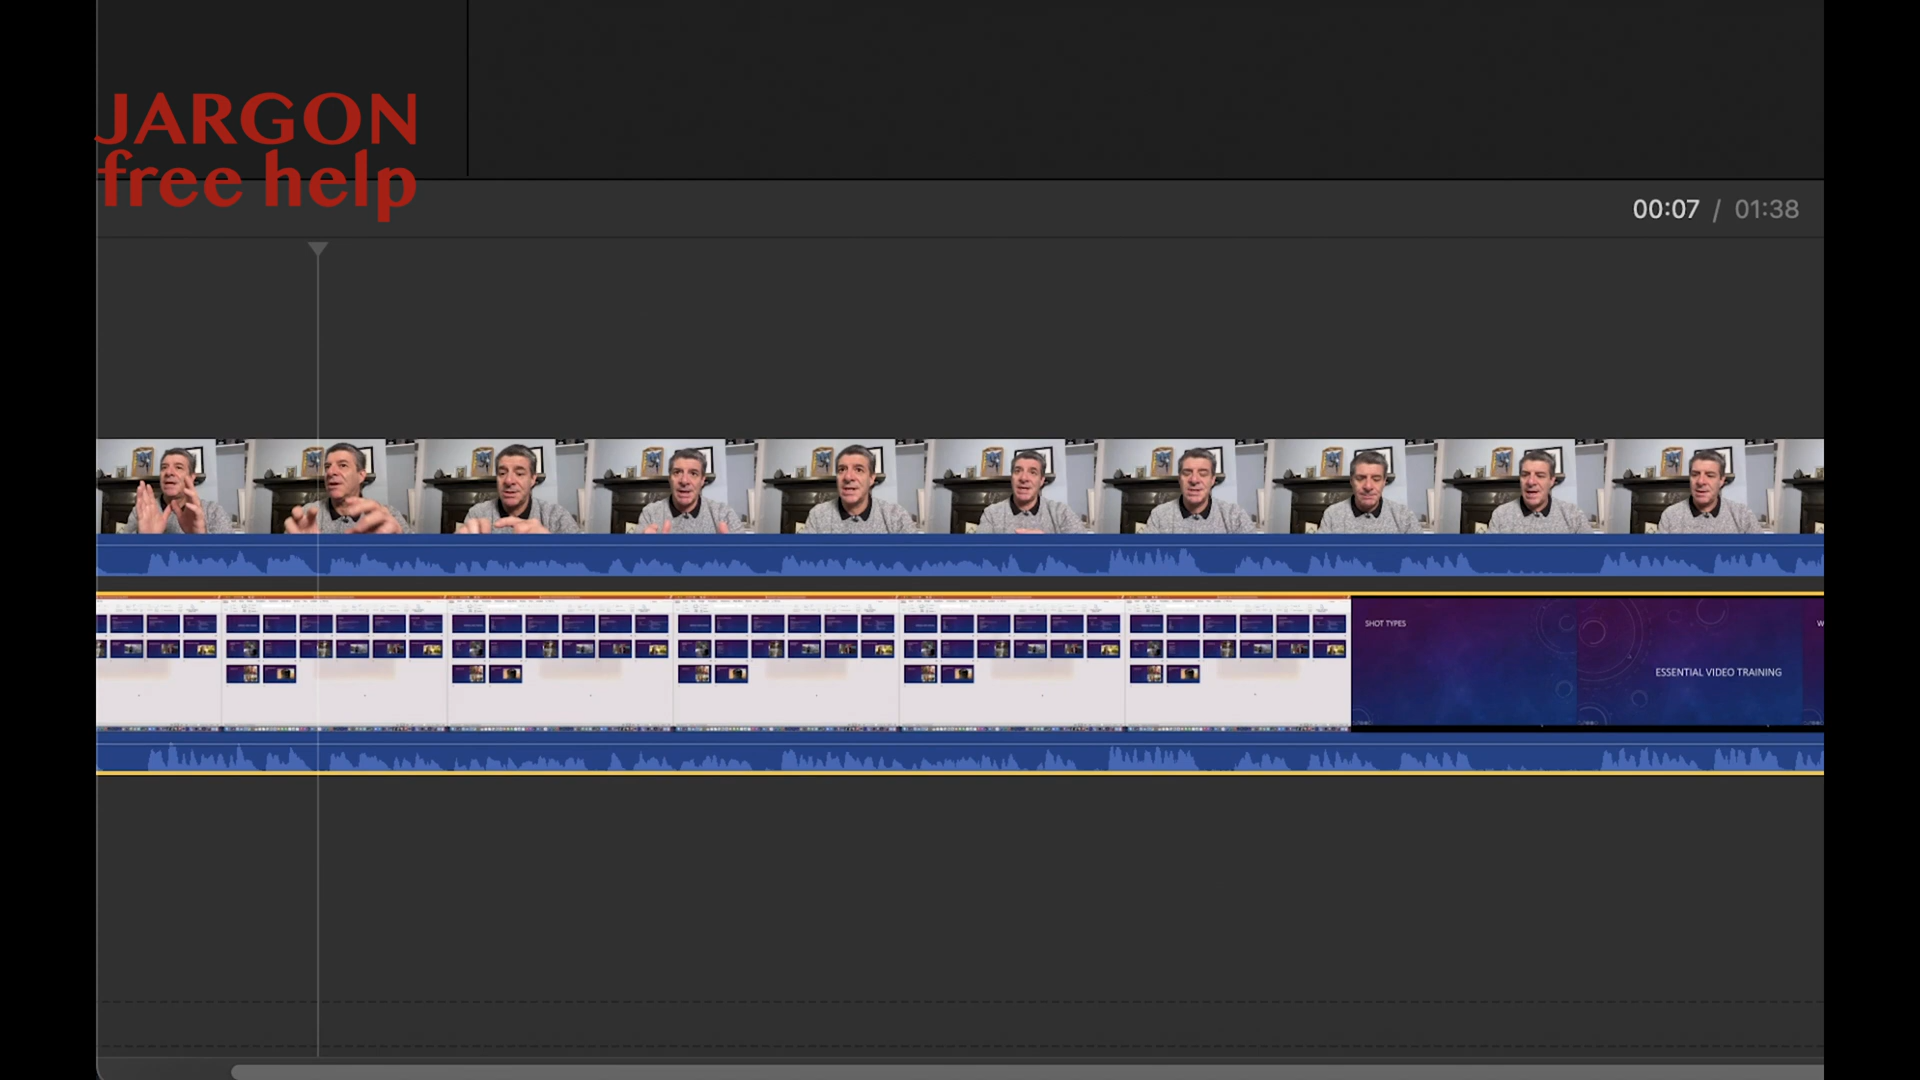 JARGON
free help
00:07 / 01:38
SHOT TYPES
ESSENTIAL VIDEO TRAINING
W